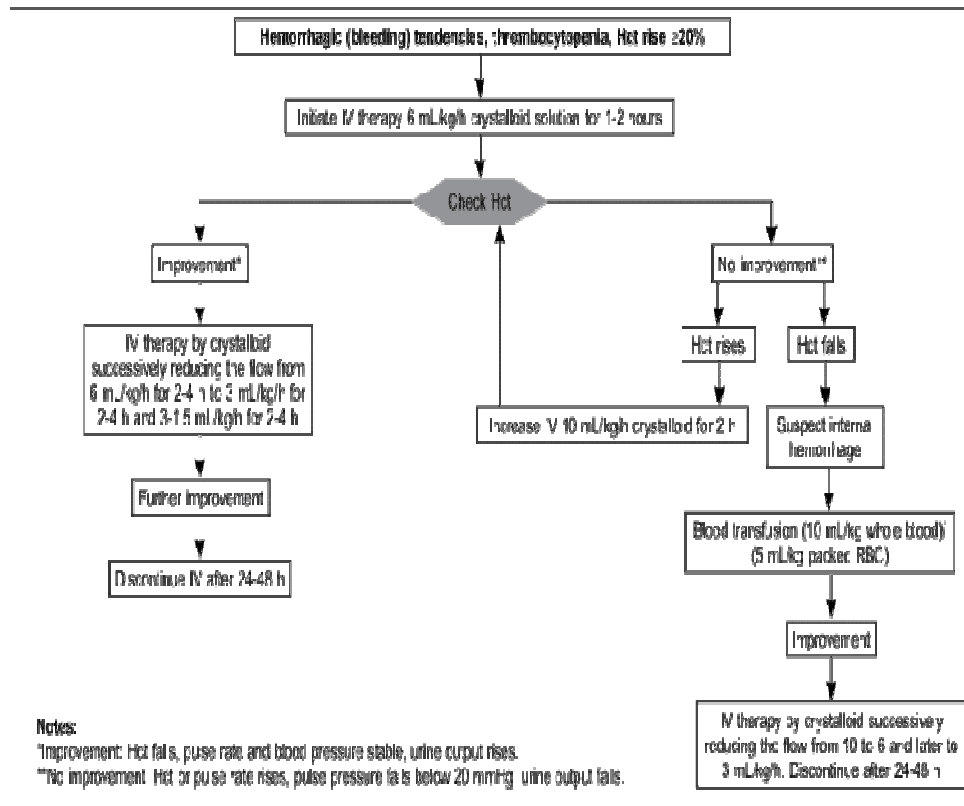 Hemorrhagic (bleeding) tendencies, thrombocytopenia, Hct rise ≥20%
Initiate IV therapy 6 mL/kg/h crystalloid solution for 1-2 hours
Check Hct
Improvement*
No improvement**
IV therapy by crystalloid
successively reducing the flow from
6 mL/kg/h for 2-4 h to 3 mL/kg/h for
2-4 h and 3-1.5 mL/kg/h for 2-4 h
Hct rises
Hct falls
Increase IV 10 mL/kg/h crystalloid for 2 h
Suspect internal
hemorrhage
Further improvement
Blood transfusion (10 mL/kg whole blood)/
(5 mL/kg packed RBC)
Discontinue IV after 24-48 h
Improvement
IV therapy by crystalloid successively
reducing the flow from 10 to 6 and later to
3 mL/kg/h. Discontinue after 24-48 h
Notes:
*Improvement: Hct falls, pulse rate and blood pressure stable, urine output rises.
**No improvement: Hct or pulse rate rises, pulse pressure falls below 20 mmHg, urine output falls.